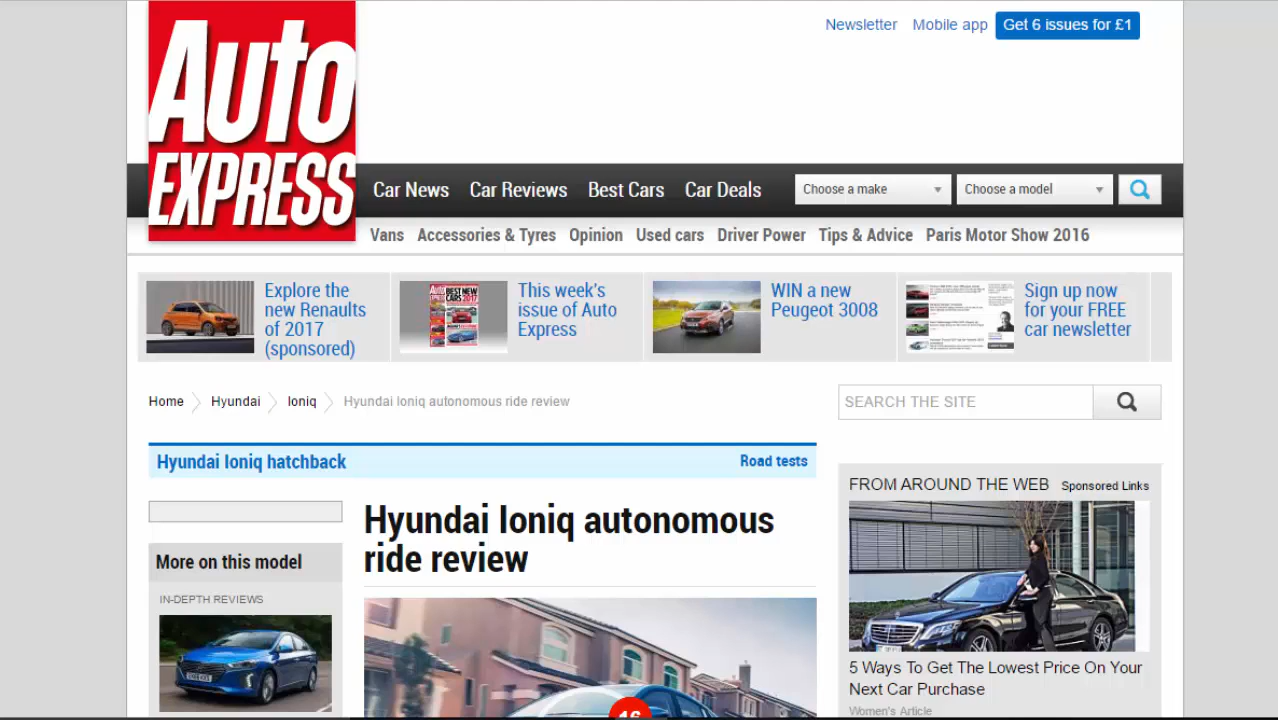 Auto
EXPRESS
Newsletter Mobile app Get 6 issues for £1
Car News Car Reviews Best Cars Car Deals Choose a make Choose a model
Vans Accessories & Tyres Opinion Used cars Driver Power Tips & Advice Paris Motor Show 2016
Explore the
new Renaults
of 2017
(sponsored)
BEST NEW
CARS 2017
This week's
issue of Auto
Express
WIN a new
Peugeot 3008
Sign up now
for your FREE
car newsletter
Home Hyundai Ioniq Hyundai Ioniq autonomous ride review
SEARCH THE SITE
Hyundai Ioniq hatchback Road tests
Hyundai Ioniq autonomous
ride review
More on this model
IN-DEPTH REVIEWS
FROM AROUND THE WEB Sponsored Links
5 Ways To Get The Lowest Price On Your
Next Car Purchase
Women's Article
16